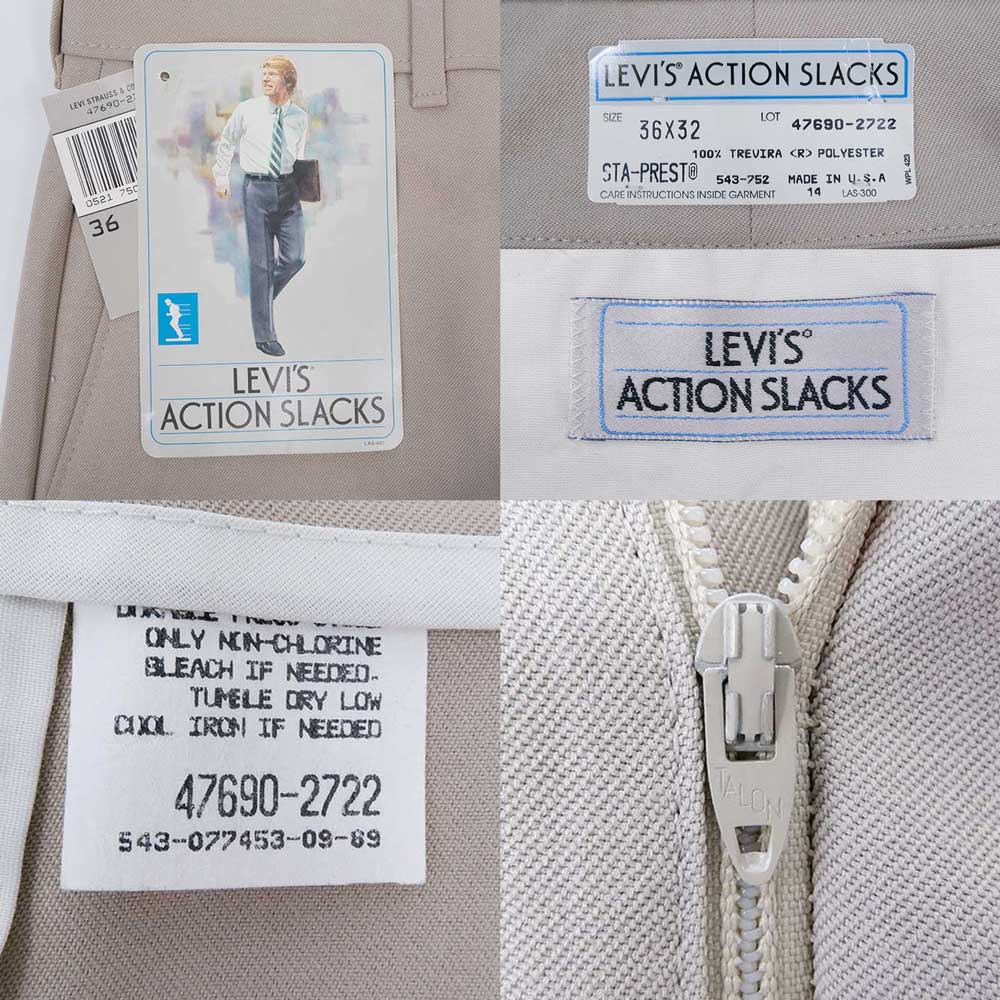 LEVI STRAUSS & CO
47690-27
0521 750
36
LEVI'S®
ACTION SLACKS
LEVI'S® ACTION SLACKS
SIZE 36X32 LOT 47690-2722
100% TREVIRA <R> POLYESTER
STA-PREST® 543-752 MADE IN U.S.A
CARE INSTRUCTIONS INSIDE GARMENT 14 LAS-300
WPL 423
LEVI'S®
ACTION SLACKS
ONLY NON-CHLORINE
BLEACH IF NEEDED.
TUMBLE DRY LOW
COOL IRON IF NEEDED
47690-2722
543-077453-09-89
TALON